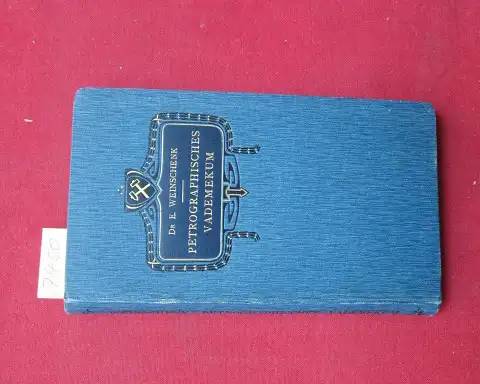 DR E. WEINSCHENK
PETROGRAPHISCHES
VADEMEKUM